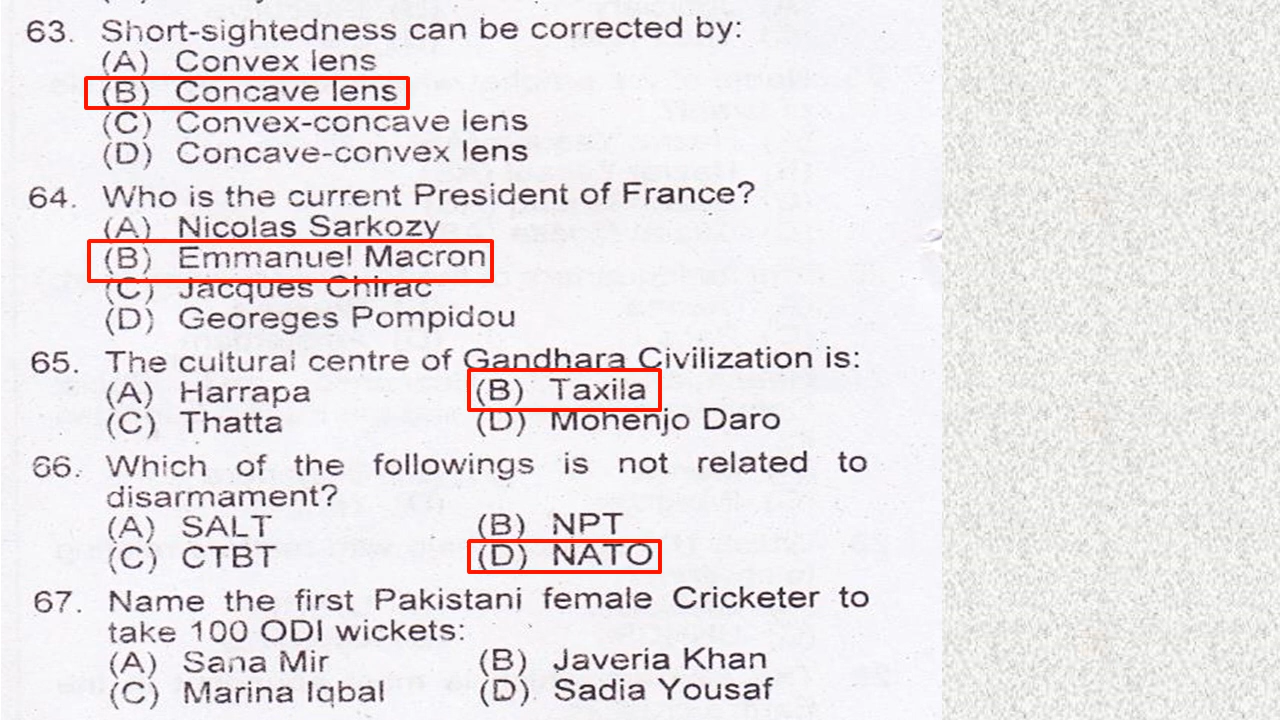 63. Short-sightedness can be corrected by:
(A) Convex lens
(B) Concave lens
(C) Convex-concave lens
(D) Concave-convex lens
64. Who is the current President of France?
(A) Nicolas Sarkozy
(B) Emmanuel Macron
(C) Jacques Chirac
(D) Georeges Pompidou
65. The cultural centre of Gandhara Civilization is:
(A) Harrapa (B) Taxila
(C) Thatta (D) Mohenjo Daro
66. Which of the followings is not related to
disarmament?
(A) SALT (B) NPT
(C) CTBT (D) NATO
67. Name the first Pakistani female Cricketer to
take 100 ODI wickets:
(A) Sana Mir (B) Javeria Khan
(C) Marina Iqbal (D) Sadia Yousaf